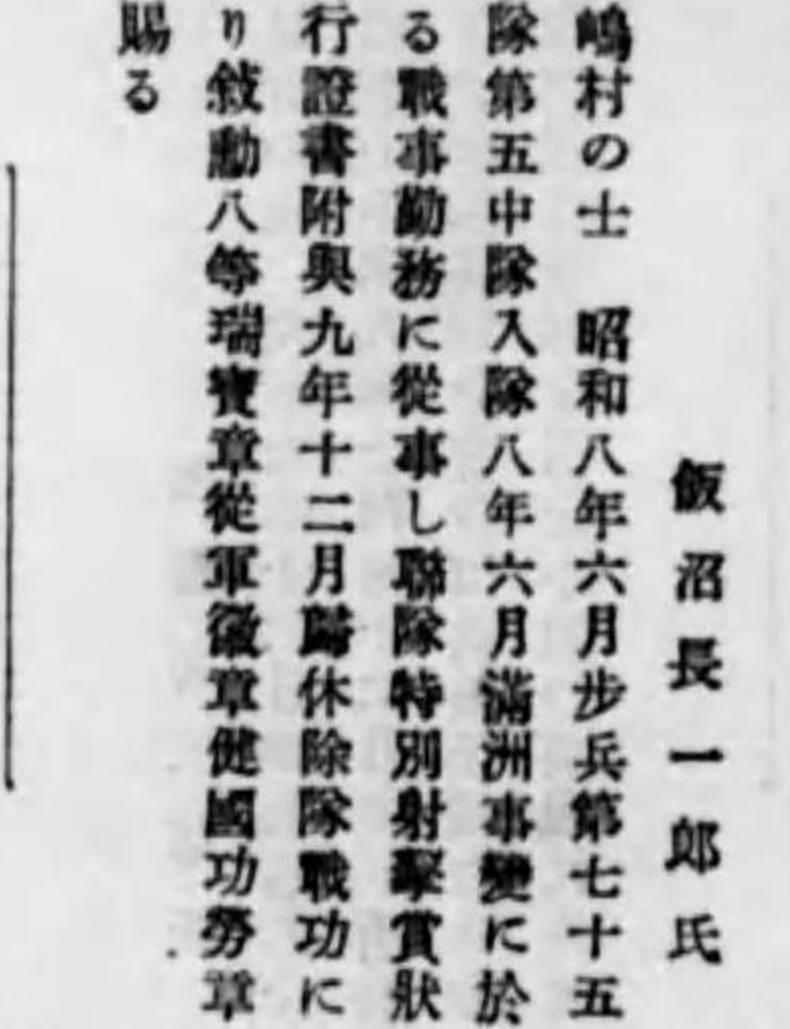 飯沼長一郎氏
嶋村の士　昭和八年六月步兵第七十五
隊第五中隊入隊八年六月滿洲事變に於
る戰事勤務に從事し聯隊特別射擊賞狀
行證書附與九年十二月歸休除隊戰功に
り敍勳八等瑞寶章從軍徽章健國功勞章
賜る